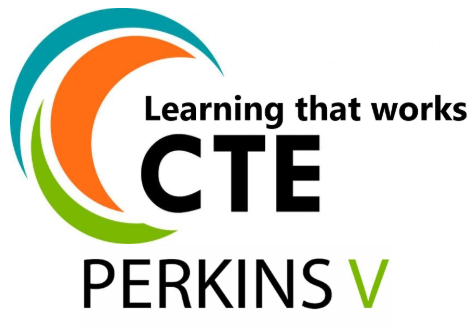 Learning that works
CTE
PERKINS V